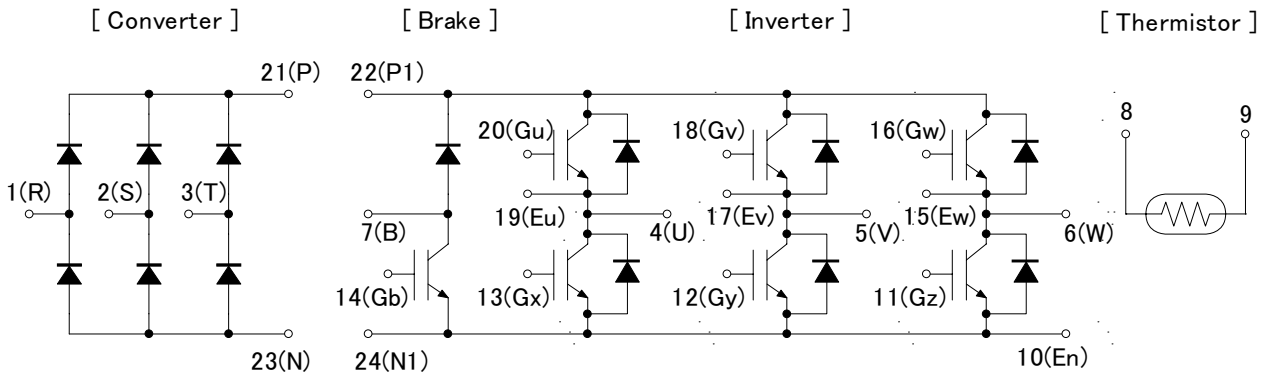 [ Converter ]
[ Brake ]
[ Inverter ]
[ Thermistor ]
21(P)
22(P1)
8
9
20(Gu)
18(Gv)
16(Gw)
1(R)
2(S)
3(T)
19(Eu)
17(Ev)
15(Ew)
7(B)
4(U)
5(V)
6(W)
14(Gb)
13(Gx)
12(Gy)
11(Gz)
23(N)
24(N1)
10(En)